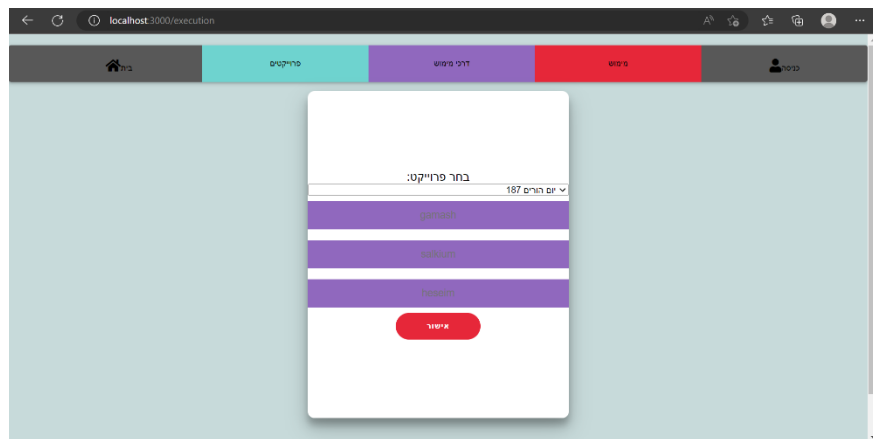 localhost:3000/execution
בית
פרוייקטים
דרכי מימוש
מימוש
כניסה
בחר פרוייקט:
יום הורים 187
אישור